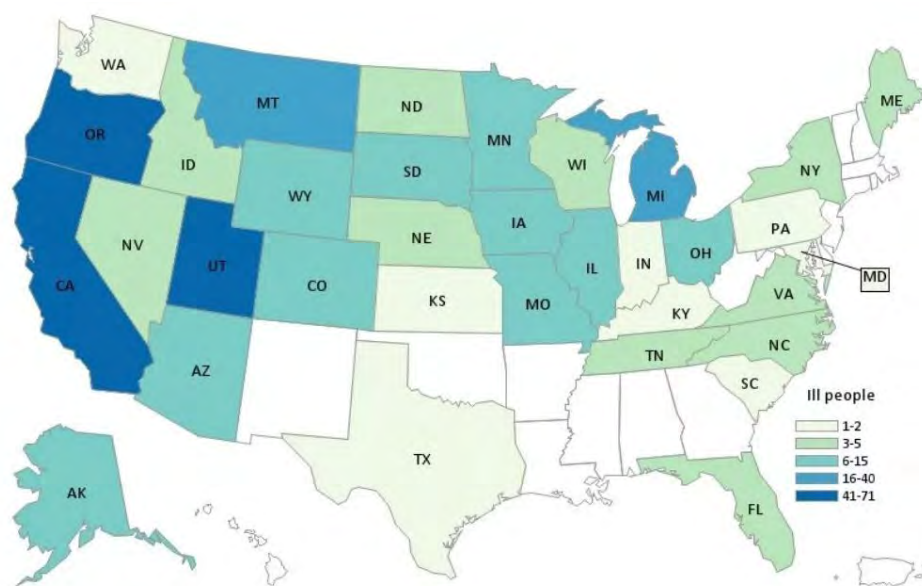 WA
MT
ND
MN
ME
OR
ID
WI
SD
NY
MI
WY
IA
PA
NE
NV
OH
IL
IN
UT
MD
CA
CO
KS
MO
VA
KY
NC
TN
AZ
SC
Ill people
1-2
3-5
6-15
16-40
41-71
TX
AK
FL